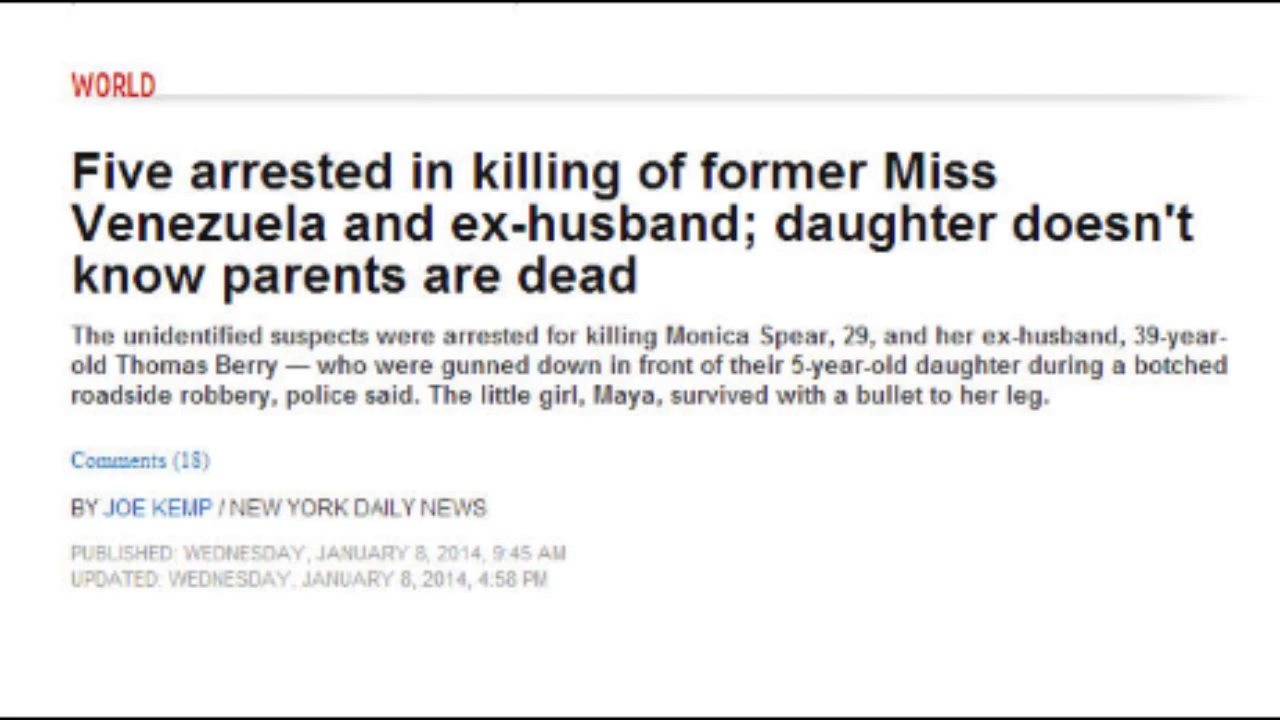 WORLD
Five arrested in killing of former Miss
Venezuela and ex-husband; daughter doesn't
know parents are dead
The unidentified suspects were arrested for killing Monica Spear, 29, and her ex-husband, 39-year-
old Thomas Berry — who were gunned down in front of their 5-year-old daughter during a botched
roadside robbery, police said. The little girl, Maya, survived with a bullet to her leg.
Comments (18)
BY JOE KEMP / NEW YORK DAILY NEWS
PUBLISHED: WEDNESDAY, JANUARY 8, 2014, 9:45 AM
UPDATED: WEDNESDAY, JANUARY 8, 2014, 4:58 PM